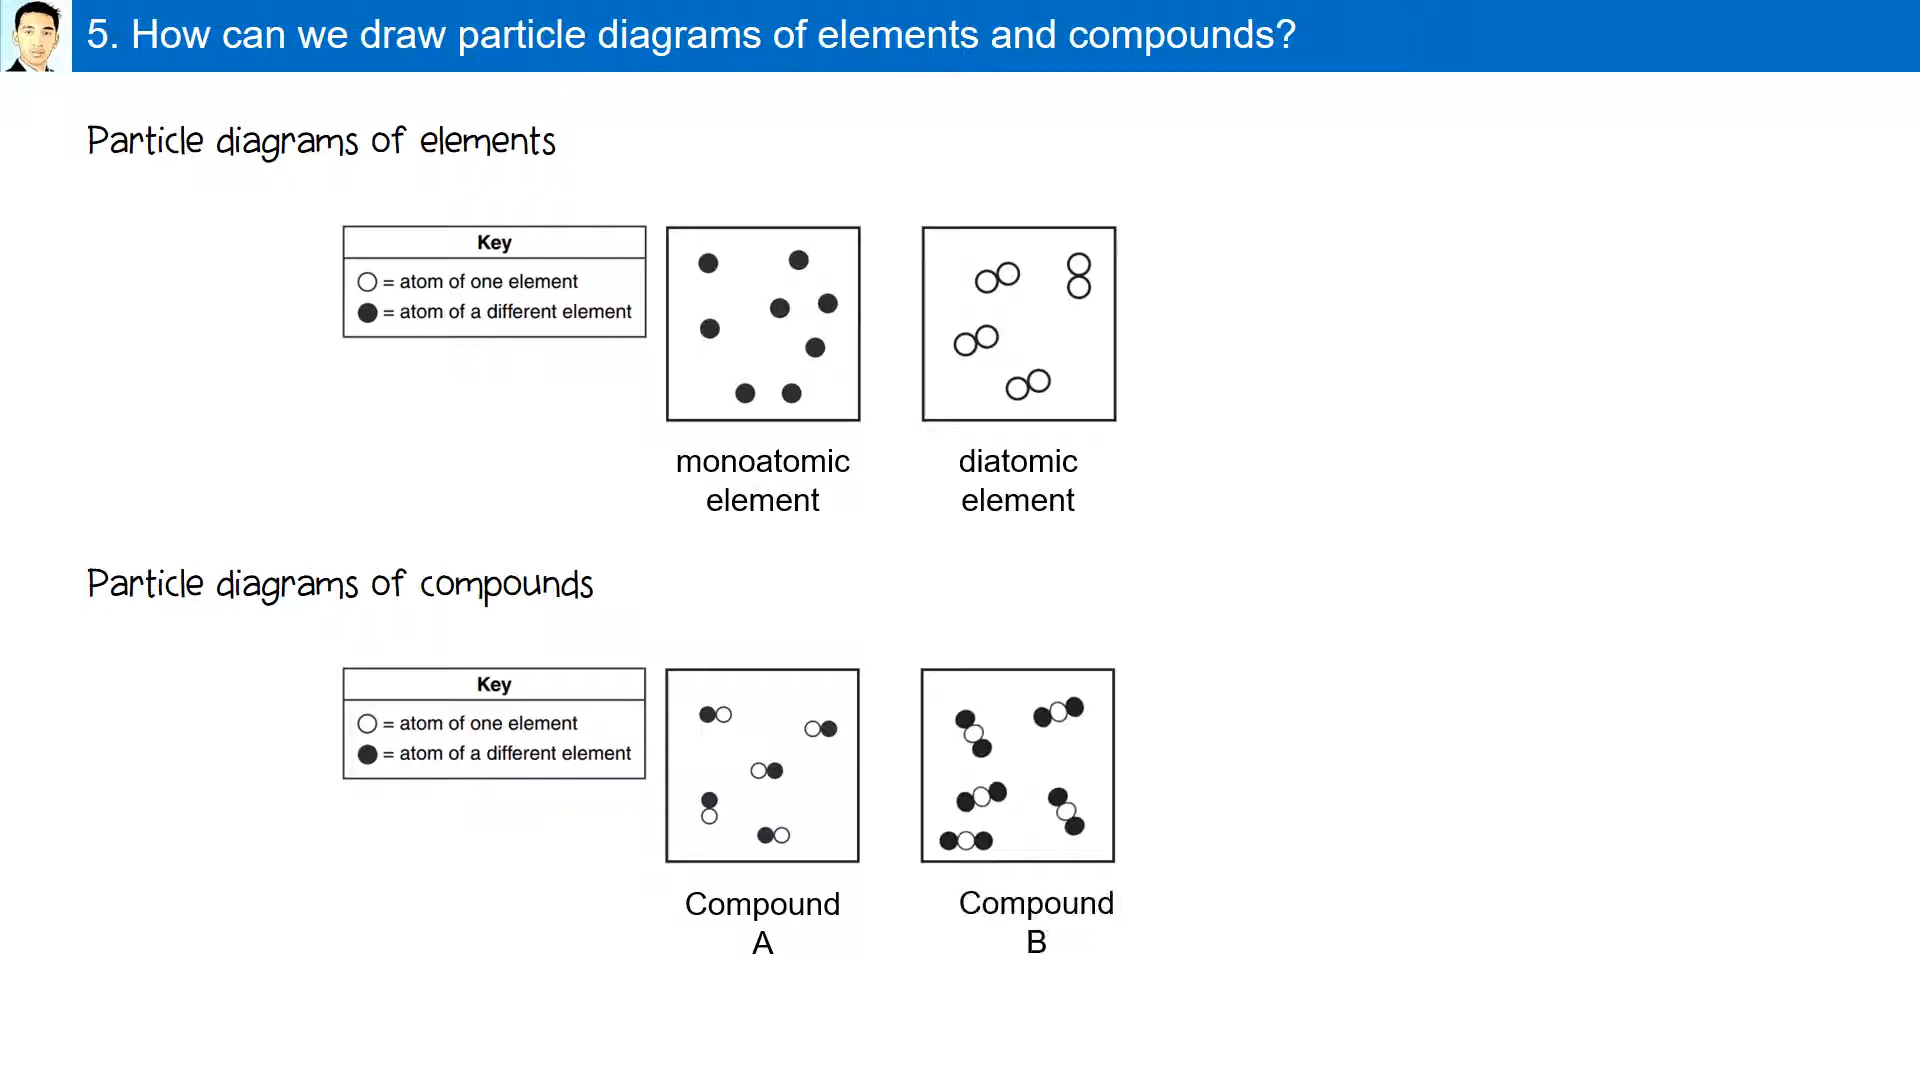 5. How can we draw particle diagrams of elements and compounds?
Particle diagrams of elements
Key
= atom of one element
= atom of a different element
monoatomic
element
diatomic
element
Particle diagrams of compounds
Key
= atom of one element
= atom of a different element
Compound
A
Compound
B